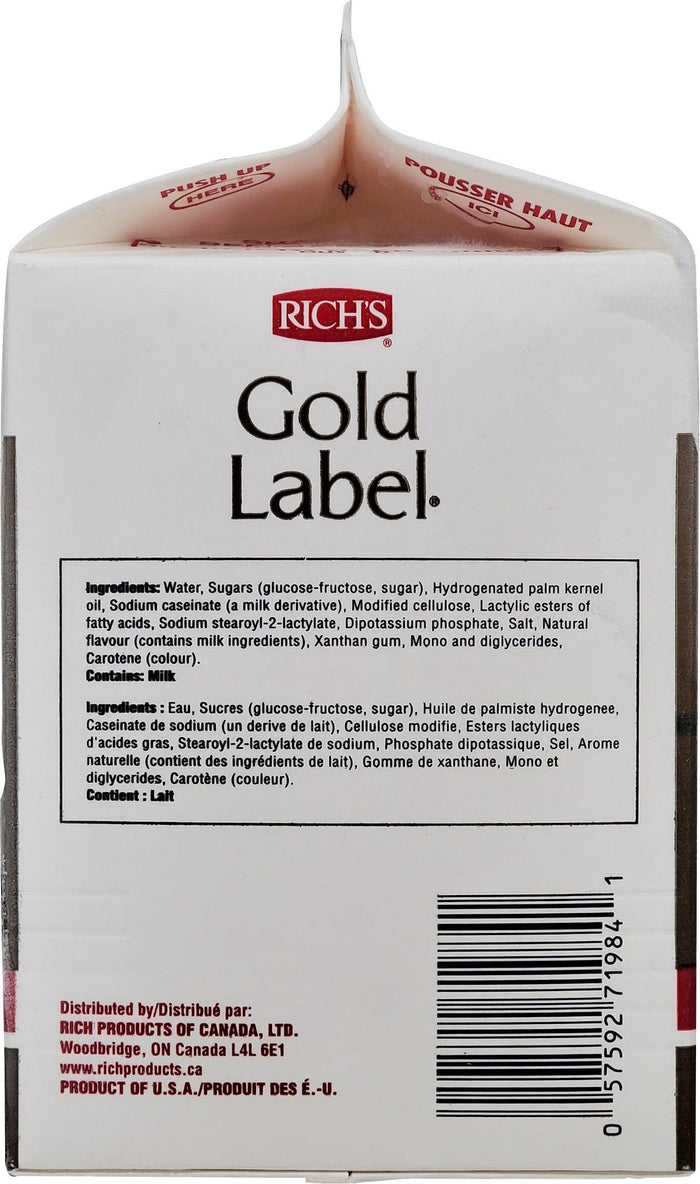 PUSH UP
HERE
POUSSER HAUT
ICI
RICH'S
®
Gold
Label®
Ingredients: Water, Sugars (glucose-fructose, sugar), Hydrogenated palm kernel
oil, Sodium caseinate (a milk derivative), Modified cellulose, Lactylic esters of
fatty acids, Sodium stearoyl-2-lactylate, Dipotassium phosphate, Salt, Natural
flavour (contains milk ingredients), Xanthan gum, Mono and diglycerides,
Carotene (colour).
Contains: Milk
Ingredients : Eau, Sucres (glucose-fructose, sugar), Huile de palmiste hydrogenee,
Caseinate de sodium (un derive de lait), Cellulose modifie, Esters lactyliques
d'acides gras, Stearoyl-2-lactylate de sodium, Phosphate dipotassique, Sel, Arome
naturelle (contient des ingrédients de lait), Gomme de xanthane, Mono et
diglycerides, Carotène (couleur).
Contient : Lait
Distributed by/Distribué par:
RICH PRODUCTS OF CANADA, LTD.
Woodbridge, ON Canada L4L 6E1
www.richproducts.ca
PRODUCT OF U.S.A./PRODUIT DES É.-U.
0 57592 71984 1